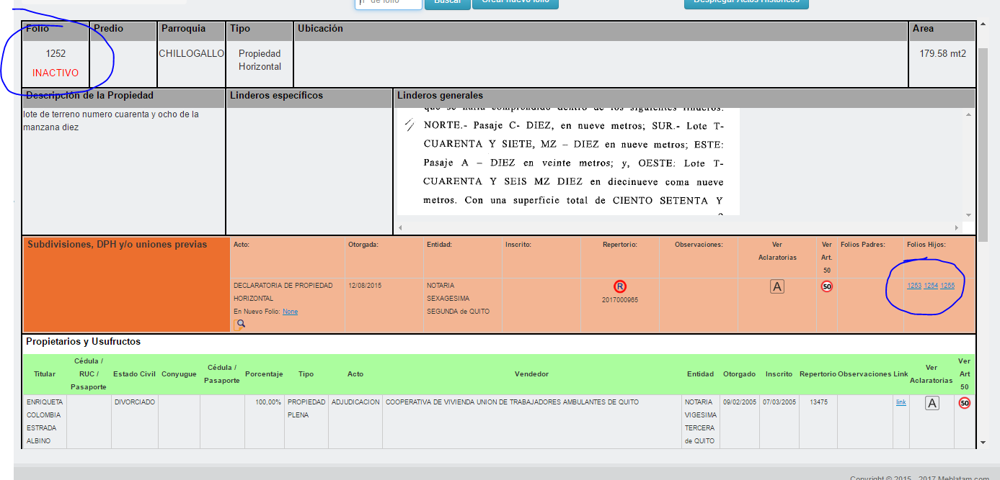 n° de folio
Buscar
Crear nuevo folio
Desplegar Actos Históricos
Folio Predio Parroquia Tipo Ubicación Area
1252 CHILLOGALLO Propiedad 179.58 mt2
Horizontal
INACTIVO
Descripción de la Propiedad Linderos específicos Linderos generales
lote de terreno numero cuarenta y ocho de la
manzana diez
que se halla comprendido dentro de los siguientes linderos:
NORTE.- Pasaje C- DIEZ, en nueve metros; SUR.- Lote T-
CUARENTA Y SIETE, MZ – DIEZ en nueve metros; ESTE:
Pasaje A – DIEZ en veinte metros; y, OESTE: Lote T-
CUARENTA Y SEIS MZ DIEZ en diecinueve coma nueve
metros. Con una superficie total de CIENTO SETENTA Y
Subdivisiones, DPH y/o uniones previas
Acto: Otorgada: Entidad: Inscrito: Repertorio: Observaciones: Ver Ver Folios Padres: Folios Hijos:
Aclaratorias Art.
50
DECLARATORIA DE PROPIEDAD 12/08/2015 NOTARIA R A 50 1253 1254 1255
HORIZONTAL SEXAGESIMA 2017000965
En Nuevo Folio: None SEGUNDA de QUITO
Propietarios y Usufructos
Titular Cédula / RUC / Pasaporte Estado Civil Conyugue Cédula / Pasaporte Porcentaje Tipo Acto Vendedor Entidad Otorgado Inscrito Repertorio Observaciones Link Ver Aclaratorias Ver Art 50
ENRIQUETA DIVORCIADO 100,00% PROPIEDAD ADJUDICACION COOPERATIVA DE VIVIENDA UNION DE TRABAJADORES AMBULANTES DE QUITO NOTARIA 09/02/2005 07/03/2005 13475 link A 50
COLOMBIA PLENA VIGESIMA
ESTRADA TERCERA
ALBINO de QUITO
Copyright © 2015 - 2017 Meblatam.com